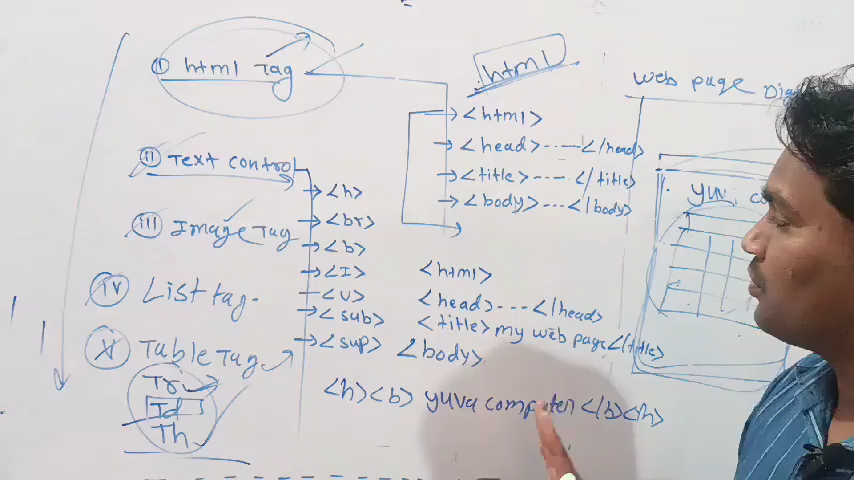 (i) html Tag
(ii) Text control
(iii) Image Tag
(iv) List tag.
(v) Table Tag
Tr
Td
Th
<h>
<br>
<b>
<I>
<U>
<sub>
<sup>
html
<html>
<head>-----</head>
<title>---- </title>
<body>---</body>
<html>
<head>---</head>
<title>my web page</title>
<body>
<h><b> yuva computer </b><h>
web page
YUV